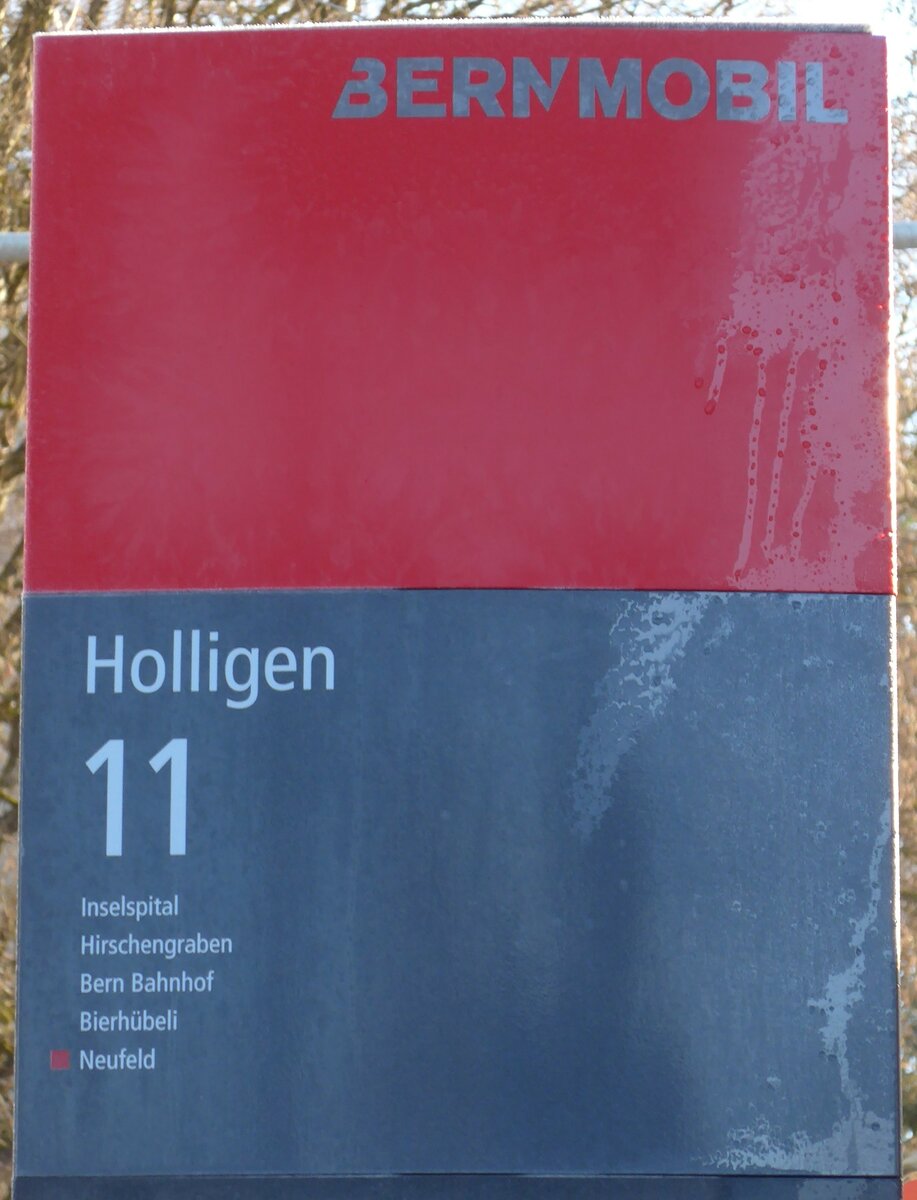 BERNMOBIL
Holligen
11
Inselspital
Hirschengraben
Bern Bahnhof
Bierhübeli
Neufeld